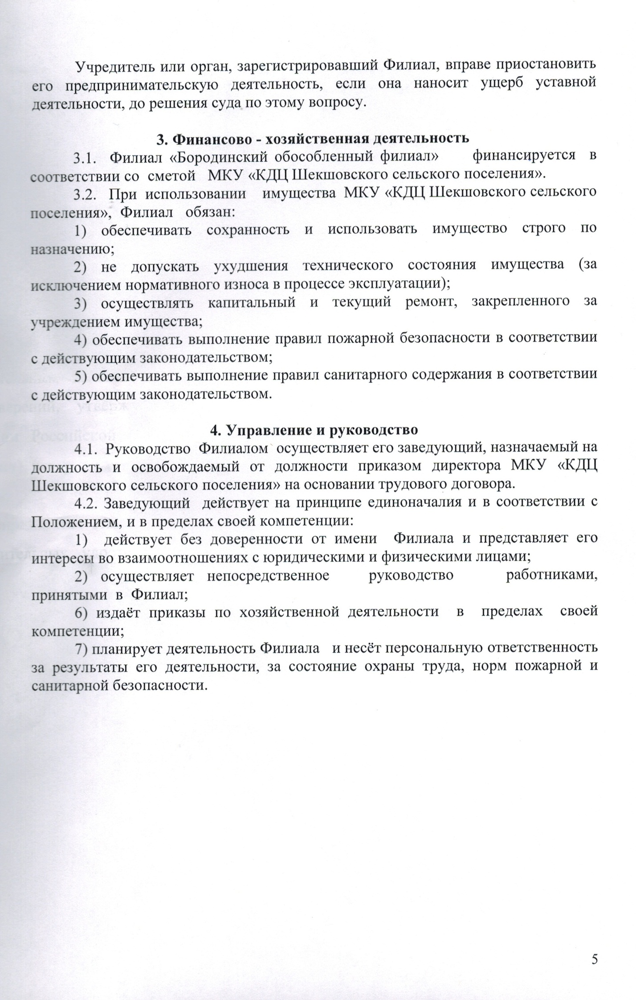 Учредитель или орган, зарегистрировавший Филиал, вправе приостановить
его предпринимательскую деятельность, если она наносит ущерб уставной
деятельности, до решения суда по этому вопросу.
3. Финансово - хозяйственная деятельность
3.1. Филиал «Бородинский обособленный филиал» финансируется в
соответствии со сметой МКУ «КДЦ Шекшовского сельского поселения».
3.2. При использовании имущества МКУ «КДЦ Шекшовского сельского
поселения», Филиал обязан:
1) обеспечивать сохранность и использовать имущество строго по
назначению;
2) не допускать ухудшения технического состояния имущества (за
исключением нормативного износа в процессе эксплуатации);
3) осуществлять капитальный и текущий ремонт, закрепленного за
учреждением имущества;
4) обеспечивать выполнение правил пожарной безопасности в соответствии
с действующим законодательством;
5) обеспечивать выполнение правил санитарного содержания в соответствии
с действующим законодательством.
4. Управление и руководство
4.1. Руководство Филиалом осуществляет его заведующий, назначаемый на
должность и освобождаемый от должности приказом директора МКУ «КДЦ
Шекшовского сельского поселения» на основании трудового договора.
4.2. Заведующий действует на принципе единоначалия и в соответствии с
Положением, и в пределах своей компетенции:
1) действует без доверенности от имени Филиала и представляет его
интересы во взаимоотношениях с юридическими и физическими лицами;
2) осуществляет непосредственное руководство работниками,
принятыми в Филиал;
6) издаёт приказы по хозяйственной деятельности в пределах своей
компетенции;
7) планирует деятельность Филиала и несёт персональную ответственность
за результаты его деятельности, за состояние охраны труда, норм пожарной и
санитарной безопасности.
5